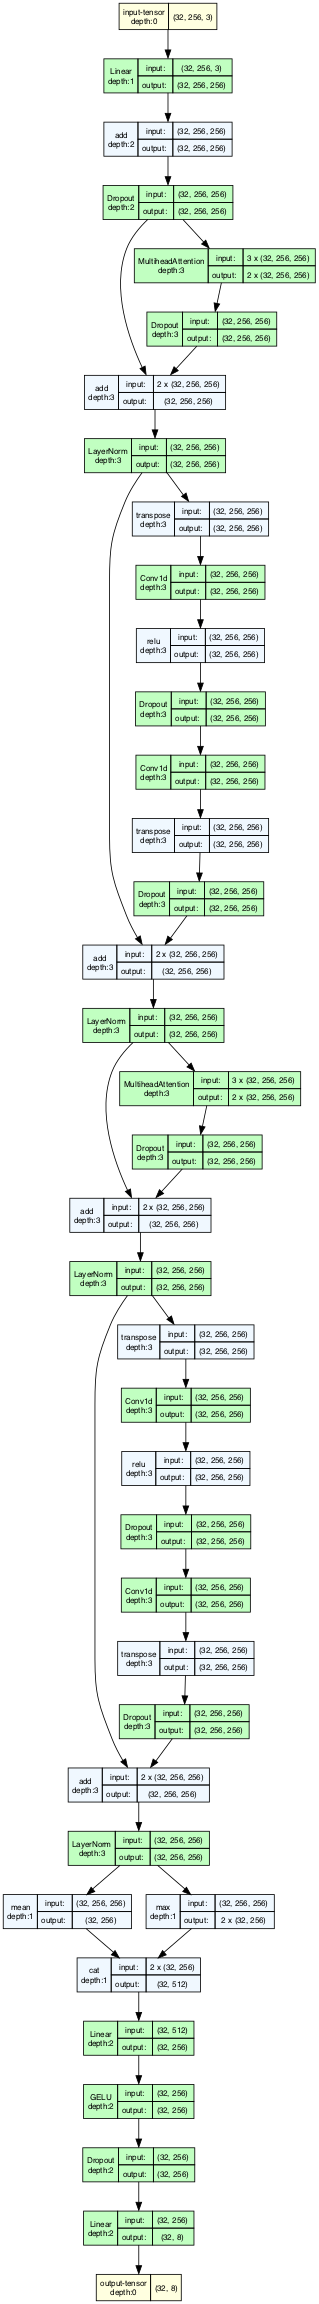 input-tensor
depth:0
(32, 256, 3)
Linear
depth:1
input:
(32, 256, 3)
output:
(32, 256, 256)
add
depth:2
input:
(32, 256, 256)
output:
(32, 256, 256)
Dropout
depth:2
input:
(32, 256, 256)
output:
(32, 256, 256)
MultiheadAttention
depth:3
input:
3 x (32, 256, 256)
output:
2 x (32, 256, 256)
Dropout
depth:3
input:
(32, 256, 256)
output:
(32, 256, 256)
add
depth:3
input:
2 x (32, 256, 256)
output:
(32, 256, 256)
LayerNorm
depth:3
input:
(32, 256, 256)
output:
(32, 256, 256)
transpose
depth:3
input:
(32, 256, 256)
output:
(32, 256, 256)
Conv1d
depth:3
input:
(32, 256, 256)
output:
(32, 256, 256)
relu
depth:3
input:
(32, 256, 256)
output:
(32, 256, 256)
Dropout
depth:3
input:
(32, 256, 256)
output:
(32, 256, 256)
Conv1d
depth:3
input:
(32, 256, 256)
output:
(32, 256, 256)
transpose
depth:3
input:
(32, 256, 256)
output:
(32, 256, 256)
Dropout
depth:3
input:
(32, 256, 256)
output:
(32, 256, 256)
add
depth:3
input:
2 x (32, 256, 256)
output:
(32, 256, 256)
LayerNorm
depth:3
input:
(32, 256, 256)
output:
(32, 256, 256)
MultiheadAttention
depth:3
input:
3 x (32, 256, 256)
output:
2 x (32, 256, 256)
Dropout
depth:3
input:
(32, 256, 256)
output:
(32, 256, 256)
add
depth:3
input:
2 x (32, 256, 256)
output:
(32, 256, 256)
LayerNorm
depth:3
input:
(32, 256, 256)
output:
(32, 256, 256)
transpose
depth:3
input:
(32, 256, 256)
output:
(32, 256, 256)
Conv1d
depth:3
input:
(32, 256, 256)
output:
(32, 256, 256)
relu
depth:3
input:
(32, 256, 256)
output:
(32, 256, 256)
Dropout
depth:3
input:
(32, 256, 256)
output:
(32, 256, 256)
Conv1d
depth:3
input:
(32, 256, 256)
output:
(32, 256, 256)
transpose
depth:3
input:
(32, 256, 256)
output:
(32, 256, 256)
Dropout
depth:3
input:
(32, 256, 256)
output:
(32, 256, 256)
add
depth:3
input:
2 x (32, 256, 256)
output:
(32, 256, 256)
LayerNorm
depth:3
input:
(32, 256, 256)
output:
(32, 256, 256)
mean
depth:1
input:
(32, 256, 256)
output:
(32, 256)
max
depth:1
input:
(32, 256, 256)
output:
2 x (32, 256)
cat
depth:1
input:
2 x (32, 256)
output:
(32, 512)
Linear
depth:2
input:
(32, 512)
output:
(32, 256)
GELU
depth:2
input:
(32, 256)
output:
(32, 256)
Dropout
depth:2
input:
(32, 256)
output:
(32, 256)
Linear
depth:2
input:
(32, 256)
output:
(32, 8)
output-tensor
depth:0
(32, 8)